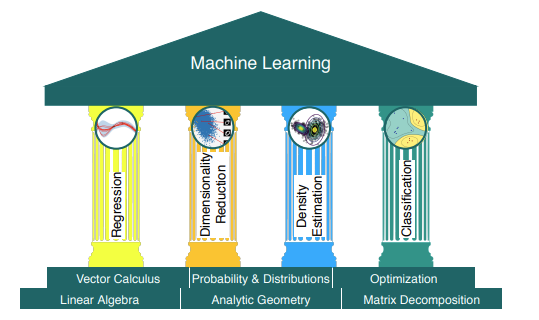 Machine Learning
Regression
Dimensionality
Reduction
Density
Estimation
Classification
Vector Calculus
Probability & Distributions
Optimization
Linear Algebra
Analytic Geometry
Matrix Decomposition